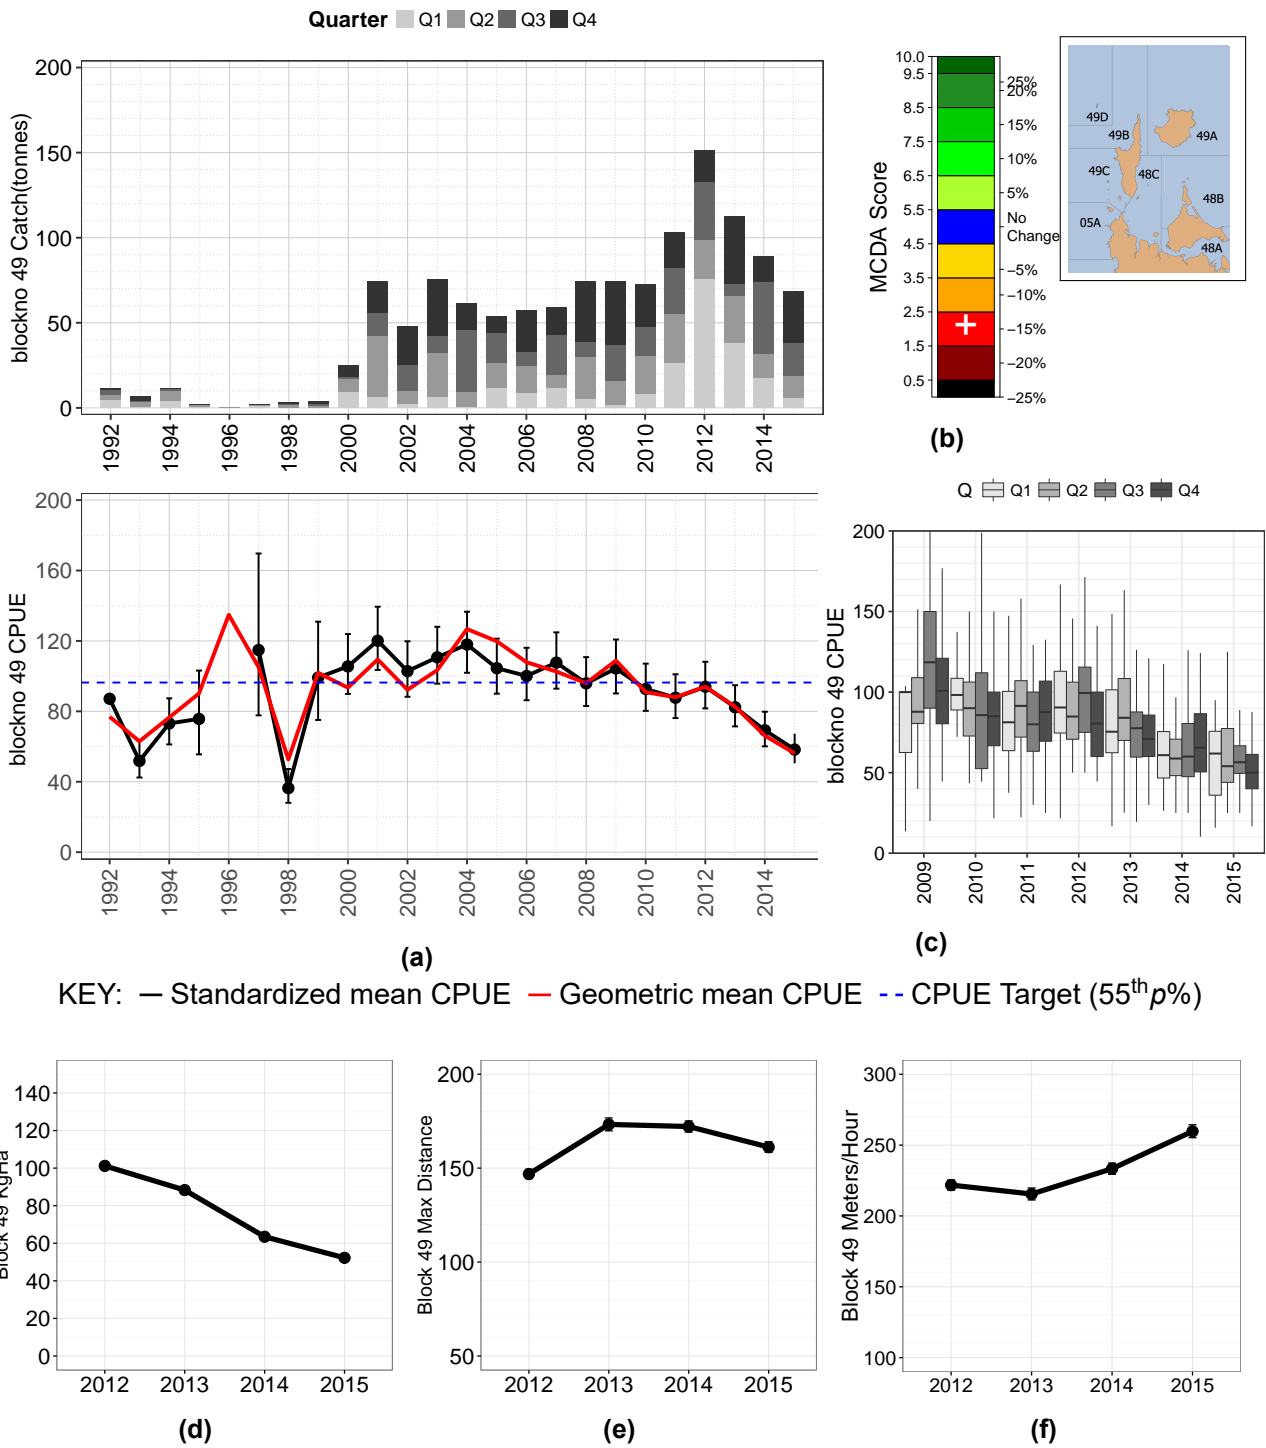 Quarter Q1 Q2 Q3 Q4
blockno 49 Catch(tonnes)
200
150
100
50
0
1992 1994 1996 1998 2000 2002 2004 2006 2008 2010 2012 2014
MCDA Score
10.0
9.5
8.5
7.5
6.5
5.5
4.5
3.5
2.5
1.5
0.5
25%
20%
15%
10%
5%
No
Change
−5%
−10%
−15%
−20%
−25%
(b)
49D
49B
49A
49C
48C
48B
05A
48A
blockno 49 CPUE
200
160
120
80
40
0
1992 1994 1996 1998 2000 2002 2004 2006 2008 2010 2012 2014
(a)
Q Q1 Q2 Q3 Q4
blockno 49 CPUE
200
150
100
50
0
2009 2010 2011 2012 2013 2014 2015
(c)
KEY: Standardized mean CPUE Geometric mean CPUE CPUE Target (55th p%)
Block 49 KgHa
140
120
100
80
60
40
20
0
2012 2013 2014 2015
(d)
Block 49 Max Distance
200
150
100
50
2012 2013 2014 2015
(e)
Block 49 Meters/Hour
300
250
200
150
100
2012 2013 2014 2015
(f)